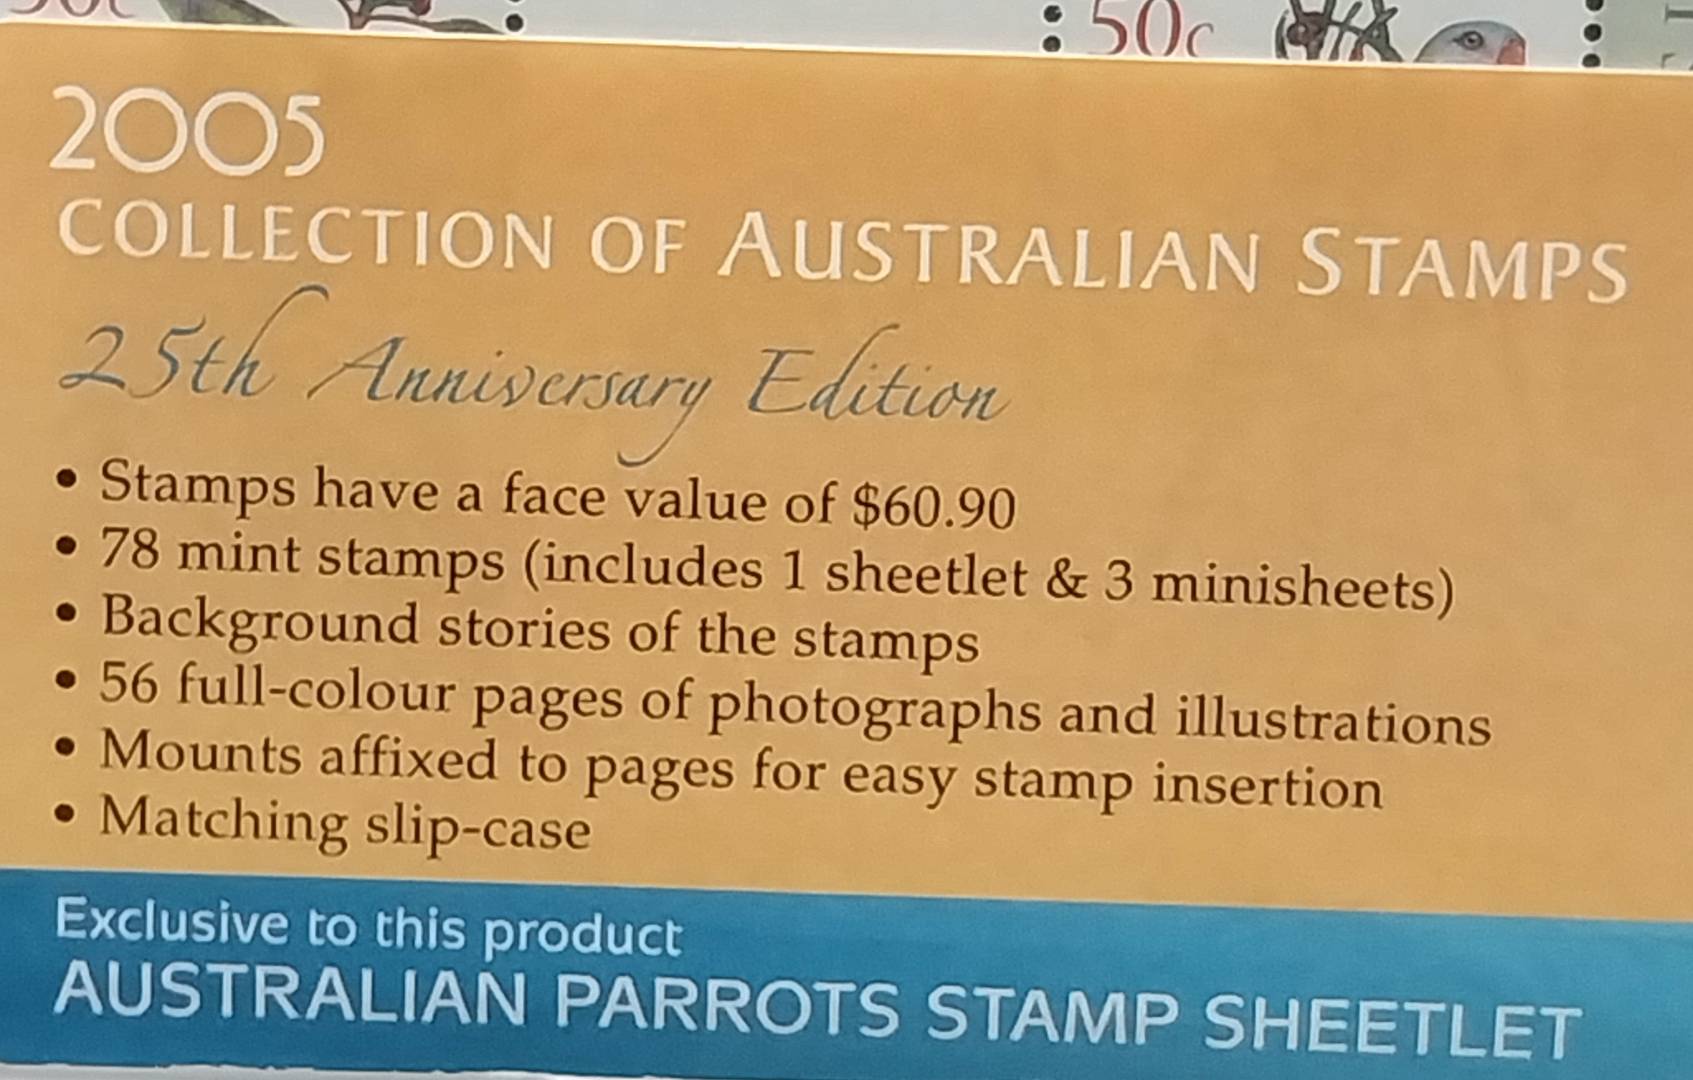 50c
2005
COLLECTION OF AUSTRALIAN STAMPS
25th Anniversary Edition
• Stamps have a face value of $60.90
• 78 mint stamps (includes 1 sheetlet & 3 minisheets)
• Background stories of the stamps
• 56 full-colour pages of photographs and illustrations
• Mounts affixed to pages for easy stamp insertion
• Matching slip-case
Exclusive to this product
AUSTRALIAN PARROTS STAMP SHEETLET